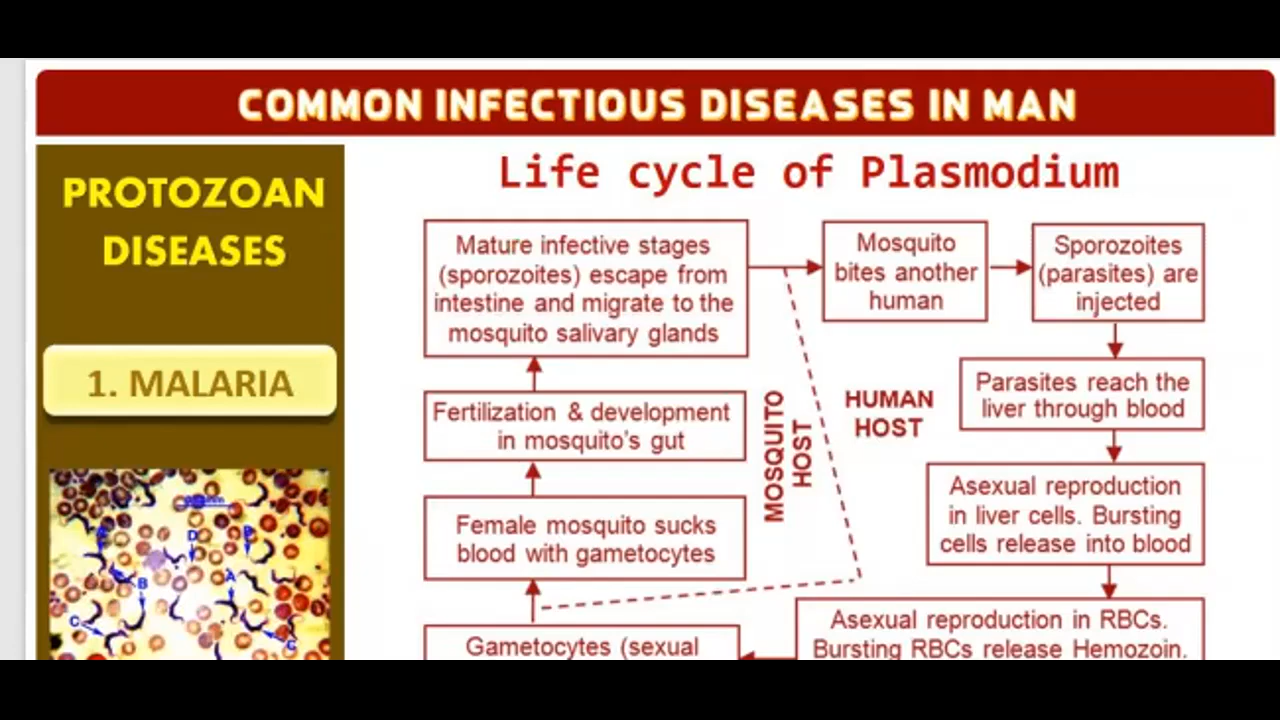 COMMON INFECTIOUS DISEASES IN MAN
PROTOZOAN
DISEASES
1. MALARIA
Life cycle of Plasmodium
Mature infective stages
(sporozoites) escape from
intestine and migrate to the
mosquito salivary glands
Mosquito
bites another
human
Sporozoites
(parasites) are
injected
Parasites reach the
liver through blood
Asexual reproduction
in liver cells. Bursting
cells release into blood
Asexual reproduction in RBCs.
Bursting RBCs release Hemozoin.
Gametocytes (sexual
Female mosquito sucks
blood with gametocytes
Fertilization & development
in mosquito's gut
MOSQUITO
HOST
HUMAN
HOST
D
B
A
C